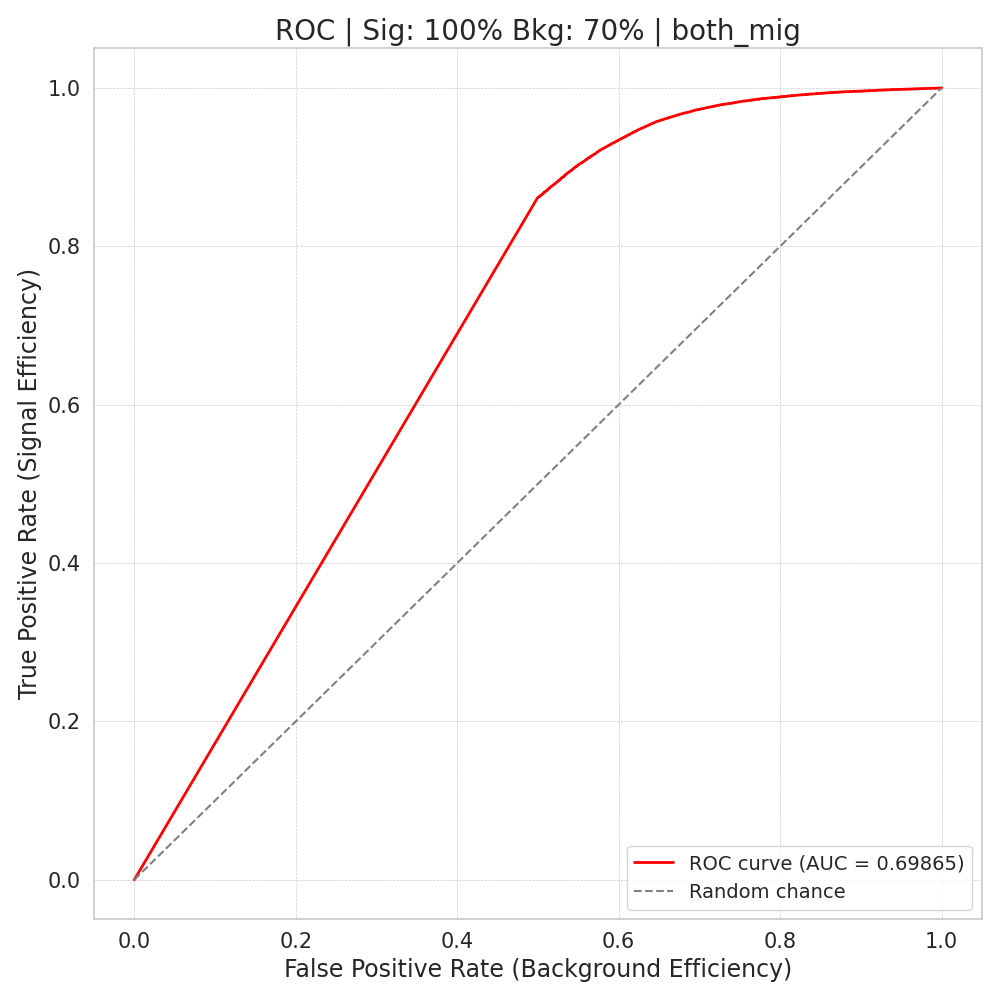 ROC | Sig: 100% Bkg: 70% | both_mig
True Positive Rate (Signal Efficiency)
1.0
0.8
0.6
0.4
0.2
0.0
ROC curve (AUC = 0.69865)
Random chance
0.0 0.2 0.4 0.6 0.8 1.0
False Positive Rate (Background Efficiency)